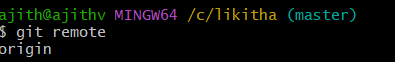 ajith@ajithv MINGW64 /c/likitha (master)
$ git remote
origin